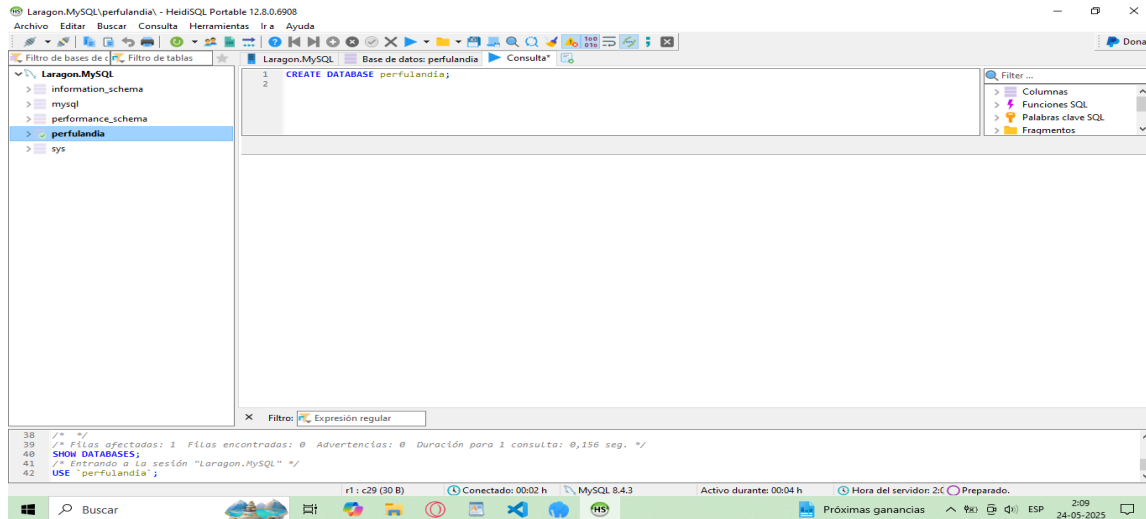 Laragon.MySQL\perfulandia\ - HeidiSQL Portable 12.8.0.6908
Archivo Editar Buscar Consulta Herramientas Ir a Ayuda
Dona
Filtro de bases de d Filtro de tablas Laragon.MySQL Base de datos: perfulandia Consulta*
Laragon.MySQL
information_schema
mysql
performance_schema
perfulandia
sys
1 CREATE DATABASE perfulandia;
2
Filter ...
Columnas
Funciones SQL
Palabras clave SQL
Fragmentos
Filtro: Expresión regular
38 /* */
39 /* Filas afectadas: 1 Filas encontradas: 0 Advertencias: 0 Duración para 1 consulta: 0,156 seg. */
40 SHOW DATABASES;
41 /* Entrando a la sesión "Laragon.MySQL" */
42 USE `perfulandia`;
r1 : c29 (30 B) Conectado: 00:02 h MySQL 8.4.3 Activo durante: 00:04 h Hora del servidor: 2:0 Preparado.
Buscar
HS
Próximas ganancias
ESP
2:09
24-05-2025